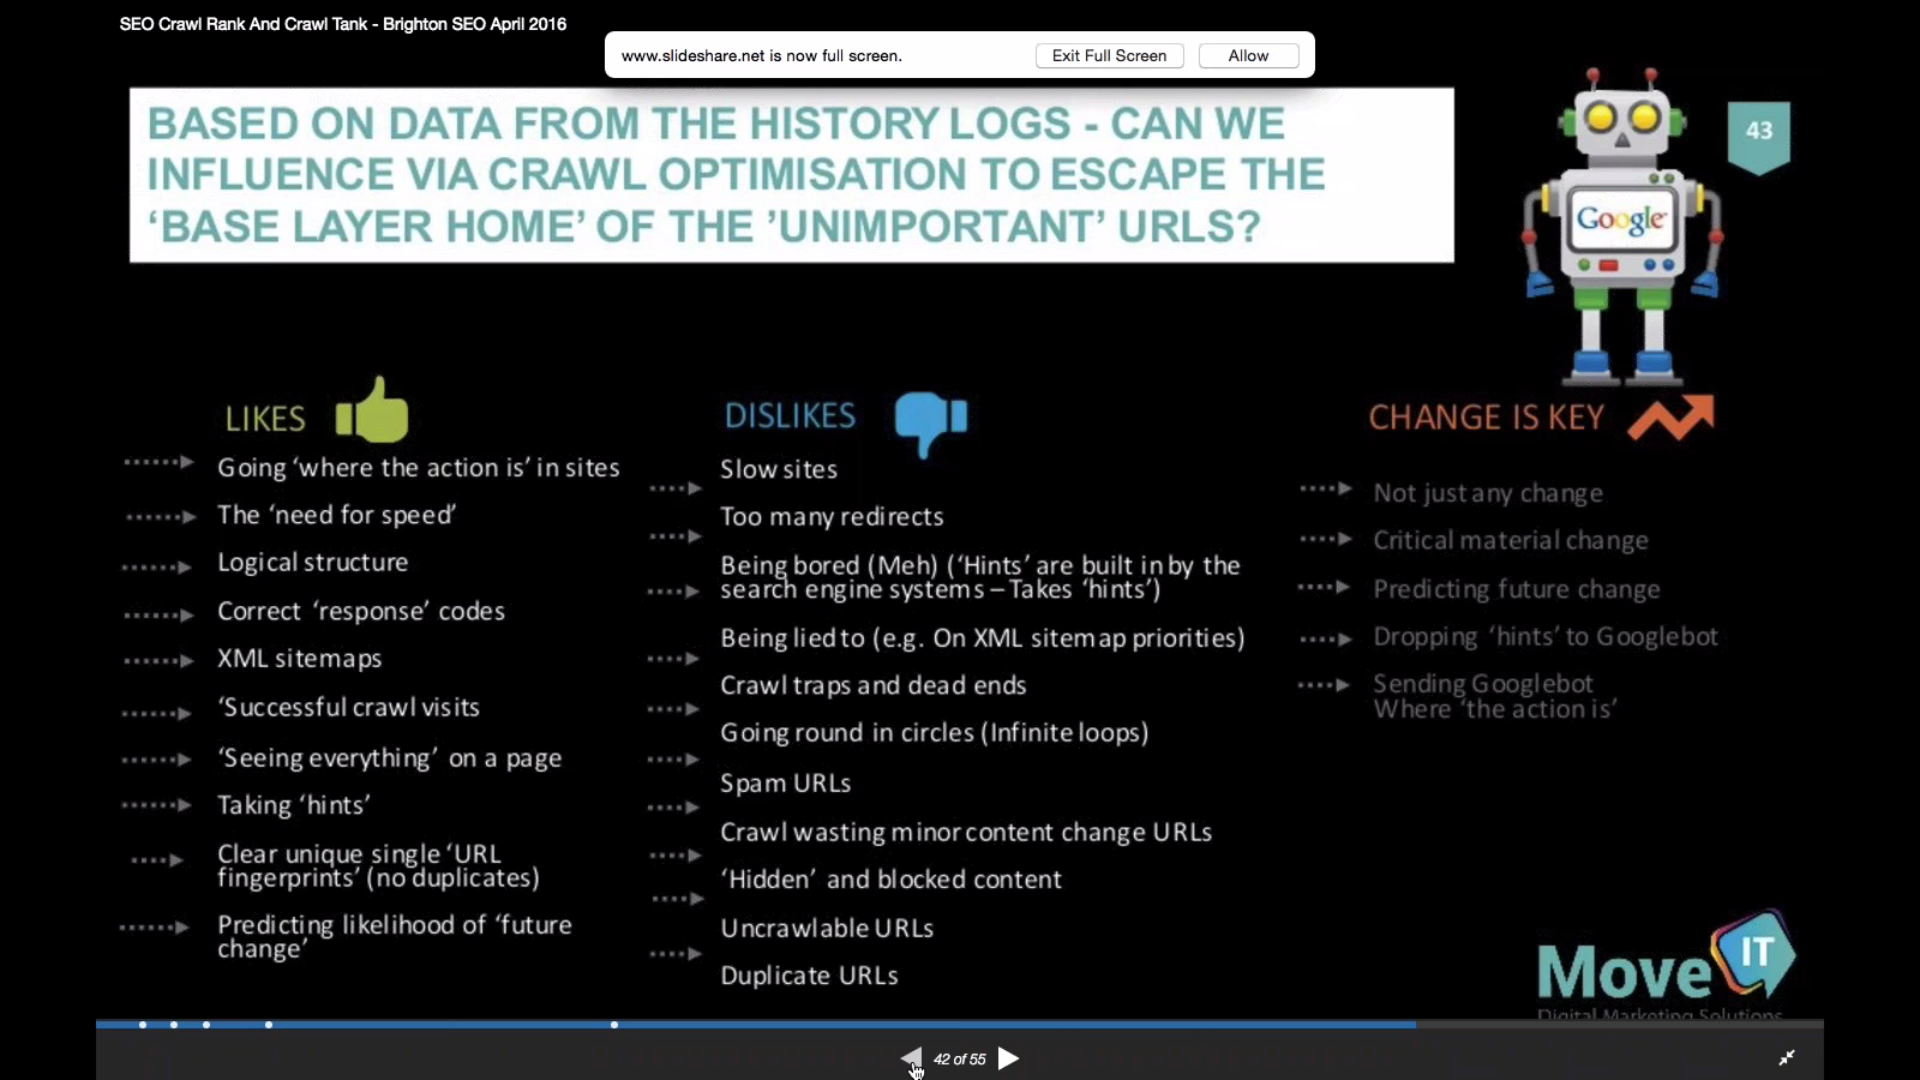 SEO Crawl Rank And Crawl Tank - Brighton SEO April 2016
www.slideshare.net is now full screen.
Exit Full Screen
Allow
BASED ON DATA FROM THE HISTORY LOGS - CAN WE
INFLUENCE VIA CRAWL OPTIMISATION TO ESCAPE THE
‘BASE LAYER HOME’ OF THE ’UNIMPORTANT’ URLS?
43
Google
LIKES
Going ‘where the action is’ in sites
The ‘need for speed’
Logical structure
Correct ‘response’ codes
XML sitemaps
‘Successful crawl visits
‘Seeing everything’ on a page
Taking ‘hints’
Clear unique single ‘URL
fingerprints’ (no duplicates)
Predicting likelihood of ‘future
change’
DISLIKES
Slow sites
Too many redirects
Being bored (Meh) (‘Hints’ are built in by the
search engine systems – Takes ‘hints’)
Being lied to (e.g. On XML sitemap priorities)
Crawl traps and dead ends
Going round in circles (Infinite loops)
Spam URLs
Crawl wasting minor content change URLs
‘Hidden’ and blocked content
Uncrawlable URLs
Duplicate URLs
CHANGE IS KEY
Not just any change
Critical material change
Predicting future change
Dropping ‘hints’ to Googlebot
Sending Googlebot
Where ‘the action is’
Move IT
Digital Marketing Solutions
42 of 55